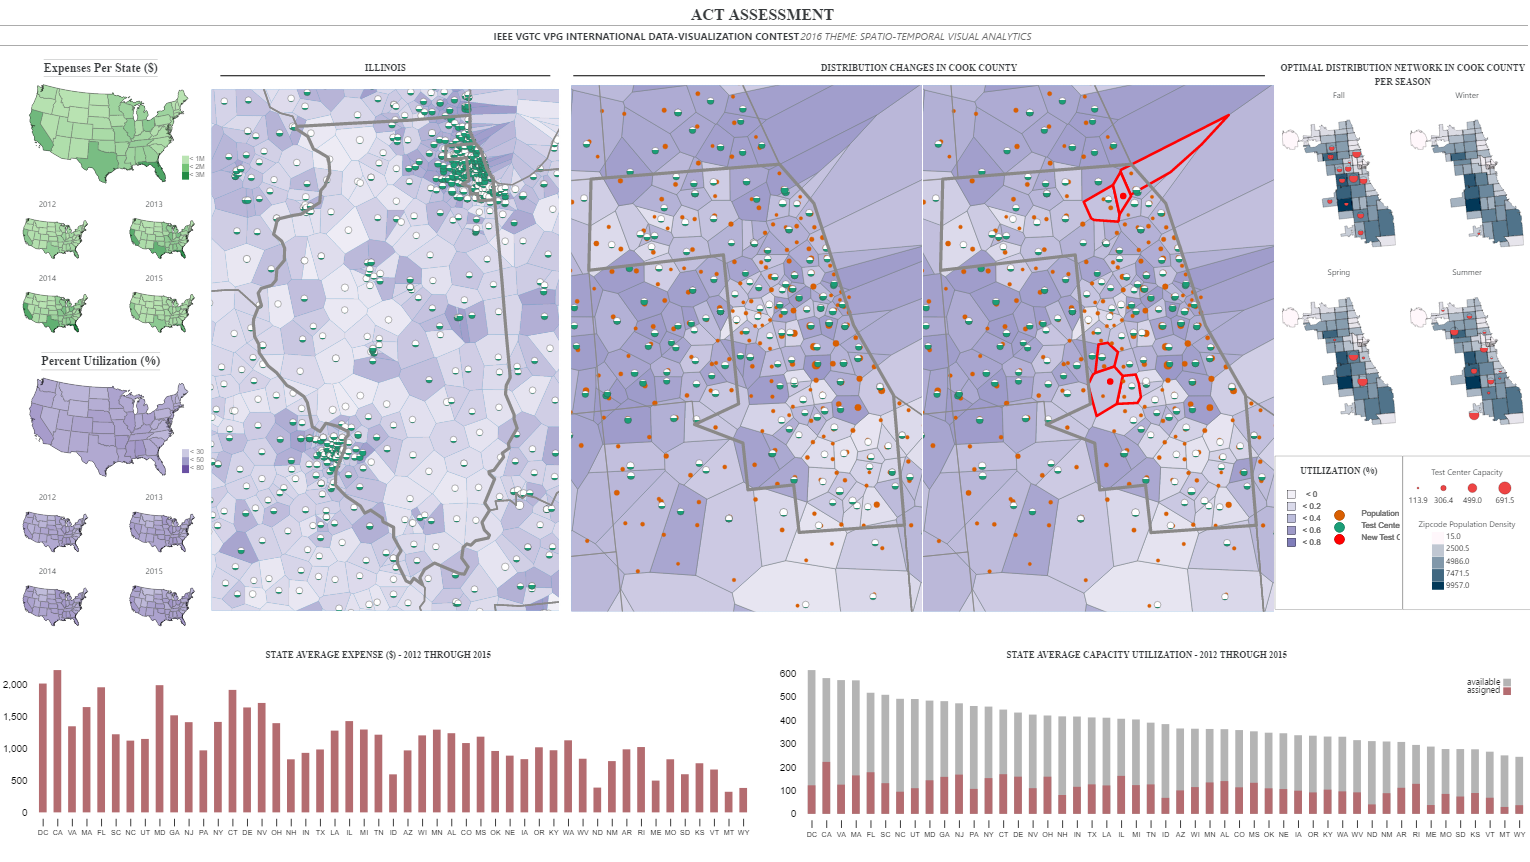 ACT ASSESSMENT
IEEE VGTC VPG INTERNATIONAL DATA-VISUALIZATION CONTEST 2016 THEME: SPATIO-TEMPORAL VISUAL ANALYTICS
Expenses Per State ($)
< 1M
< 2M
< 3M
2012 2013
2014 2015
Percent Utilization (%)
< 30
< 50
< 80
2012 2013
2014 2015
ILLINOIS
DISTRIBUTION CHANGES IN COOK COUNTY
OPTIMAL DISTRIBUTION NETWORK IN COOK COUNTY
PER SEASON
Fall Winter
Spring Summer
UTILIZATION (%)
< 0
< 0.2
< 0.4
< 0.6
< 0.8
Population
Test Cente
New Test C
Test Center Capacity
113.9 306.4 499.0 691.5
Zipcode Population Density
15.0
2500.5
4986.0
7471.5
9957.0
STATE AVERAGE EXPENSE ($) - 2012 THROUGH 2015
2,000
1,500
1,000
500
0
DC CA VA MA FL SC NC UT MD GA NJ PA NY CT DE NV OH NH IN TX LA IL MI TN ID AZ WI MN AL CO MS OK NE IA OR KY WA WV ND NM AR RI ME MO SD KS VT MT WY
STATE AVERAGE CAPACITY UTILIZATION - 2012 THROUGH 2015
600
500
400
300
200
100
0
available
assigned
DC CA VA MA FL SC NC UT MD GA NJ PA NY CT DE NV OH NH IN TX LA IL MI TN ID AZ WI MN AL CO MS OK NE IA OR KY WA WV ND NM AR RI ME MO SD KS VT MT WY